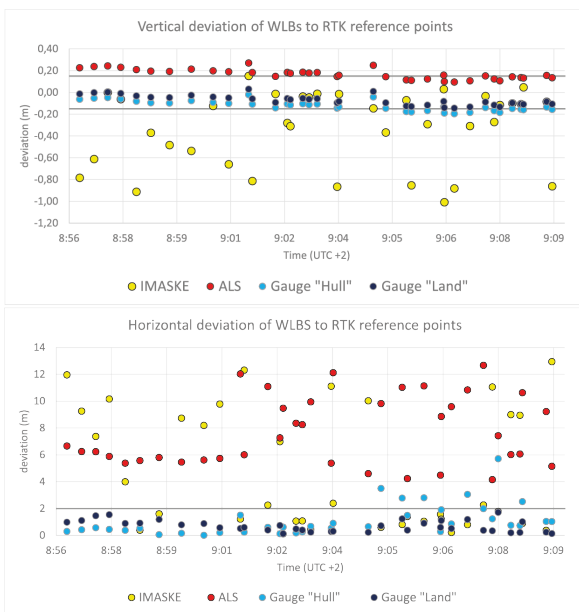 Vertical deviation of WLBs to RTK reference points
0,40
0,20
0,00
-0,20
-0,40
-0,60
-0,80
-1,00
-1,20
deviation (m)
8:56 8:58 8:59 9:01 9:02 9:04 9:05 9:06 9:08 9:09
Time (UTC +2)
IMASKE ALS Gauge "Hull" Gauge "Land"
Horizontal deviation of WLBS to RTK reference points
14
12
10
8
6
4
2
0
deviation (m)
8:56 8:58 8:59 9:01 9:02 9:04 9:05 9:06 9:08 9:09
Time (UTC +2)
IMASKE ALS Gauge "Hull" Gauge "Land"